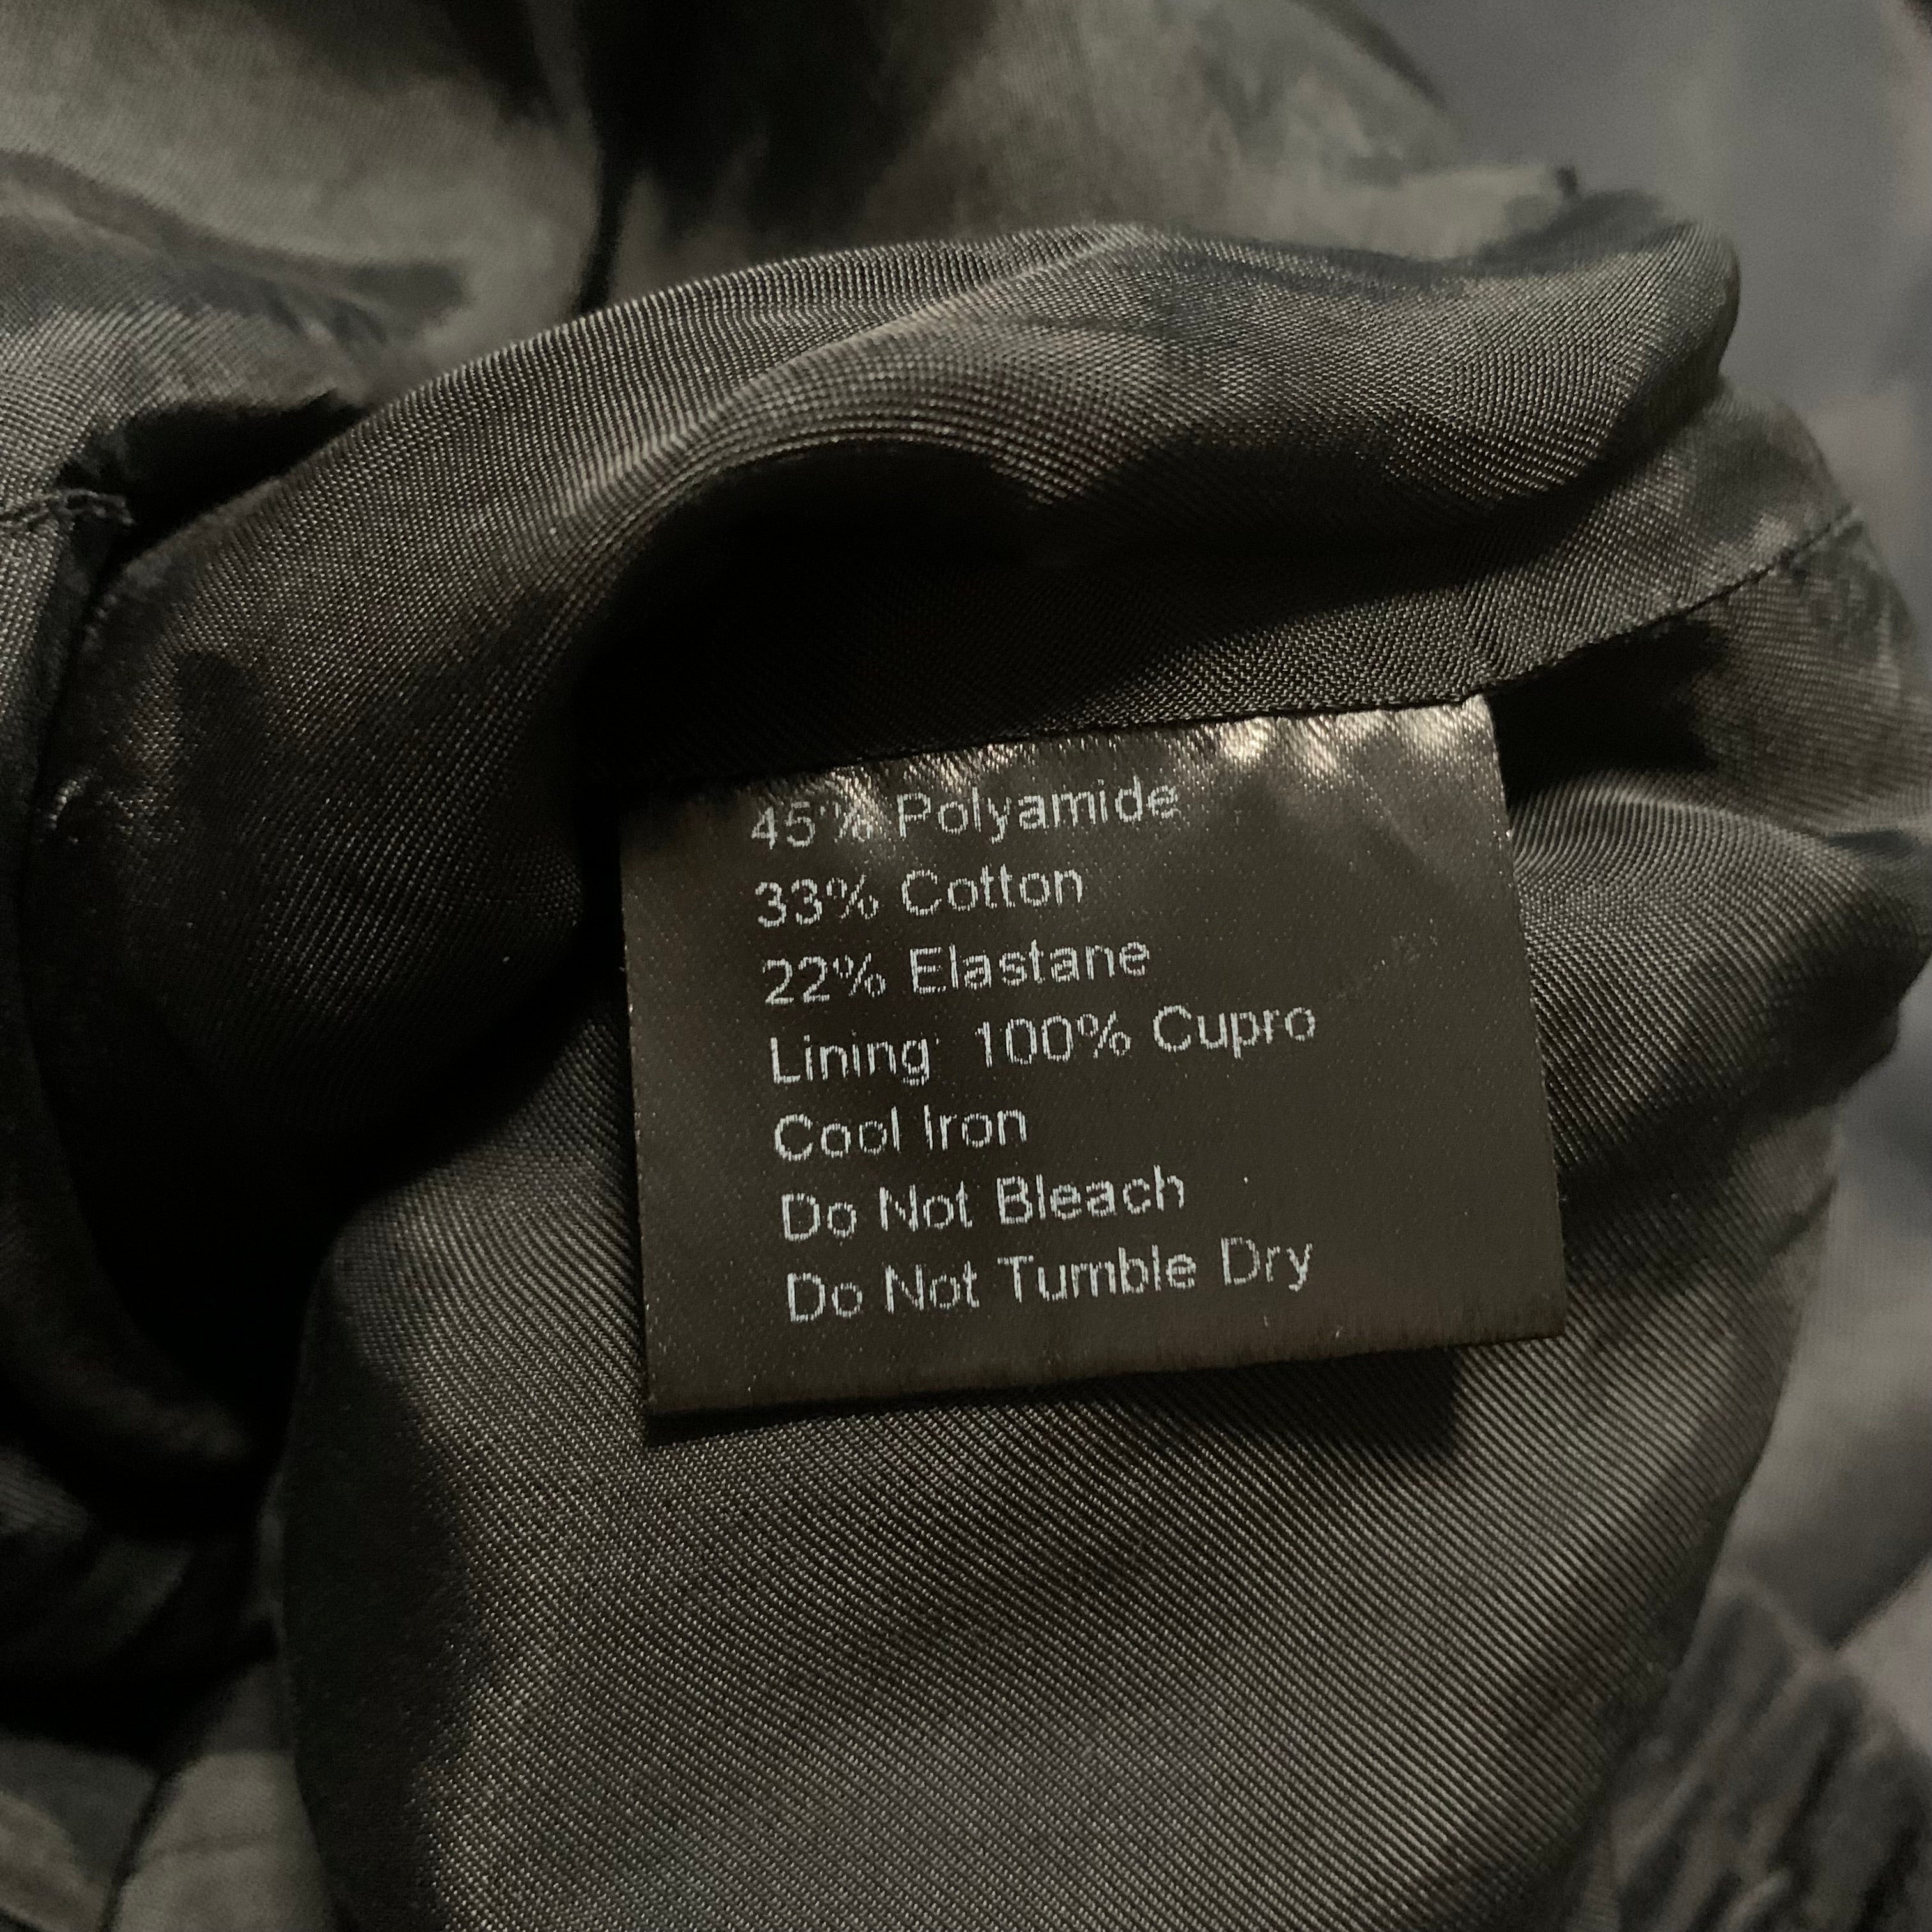 45% Polyamide
33% Cotton
22% Elastane
Lining: 100% Cupro
Cool Iron
Do Not Bleach
Do Not Tumble Dry